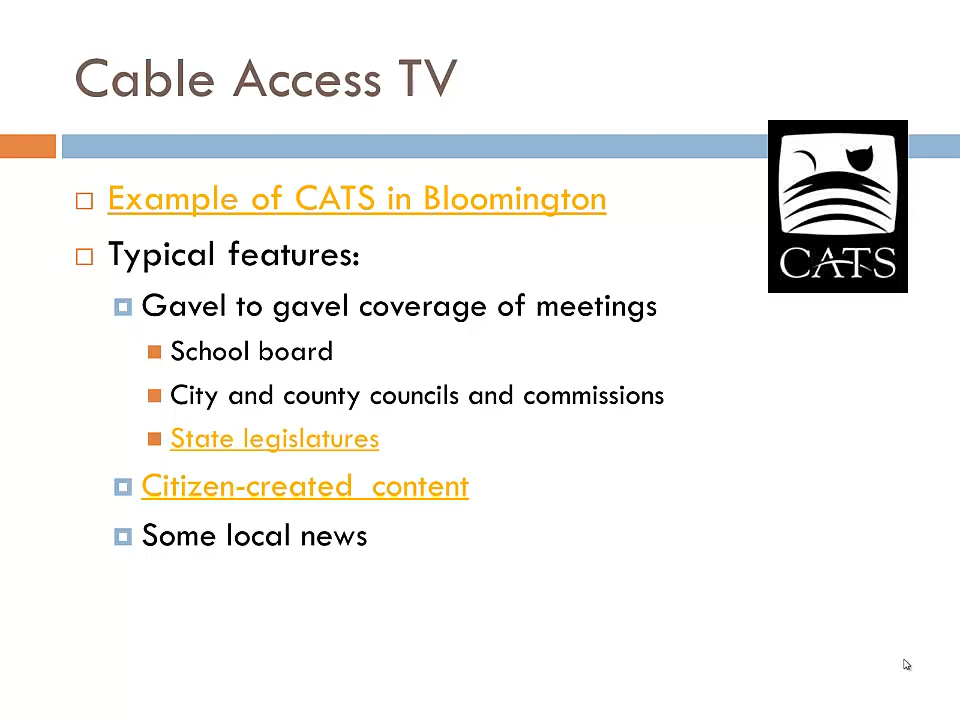 Cable Access TV
Example of CATS in Bloomington
CATS
Typical features:
Gavel to gavel coverage of meetings
School board
City and county councils and commissions
State legislatures
Citizen-created content
Some local news